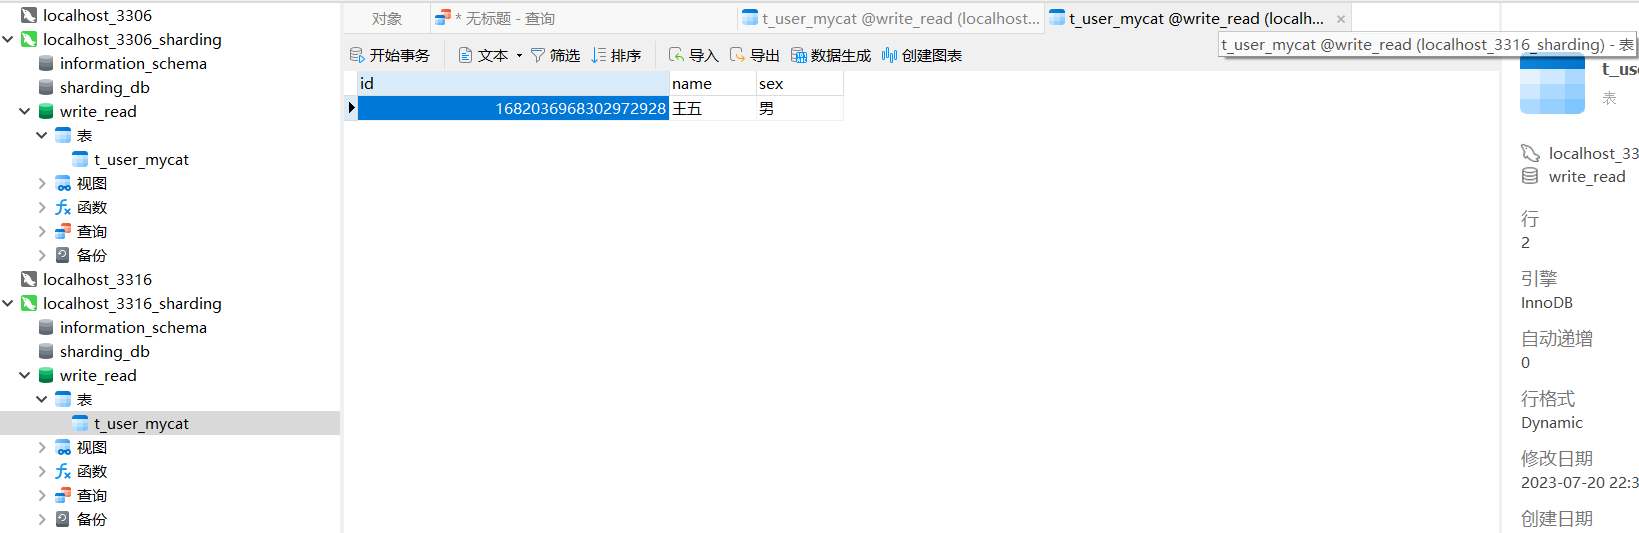 localhost_3306
localhost_3306_sharding
information_schema
sharding_db
write_read
表
t_user_mycat
视图
函数
查询
备份
localhost_3316
localhost_3316_sharding
information_schema
sharding_db
write_read
表
t_user_mycat
视图
函数
查询
备份
对象
* 无标题 - 查询
t_user_mycat @write_read (localhost...
t_user_mycat @write_read (localh...
t_user_mycat @write_read (localhost_3316_sharding) - 表
开始事务 文本 筛选 排序 导入 导出 数据生成 创建图表
id name sex
1682036968302972928 王五 男
表
localhost_33
write_read
行
2
引擎
InnoDB
自动递增
0
行格式
Dynamic
修改日期
2023-07-20 22:3
创建日期